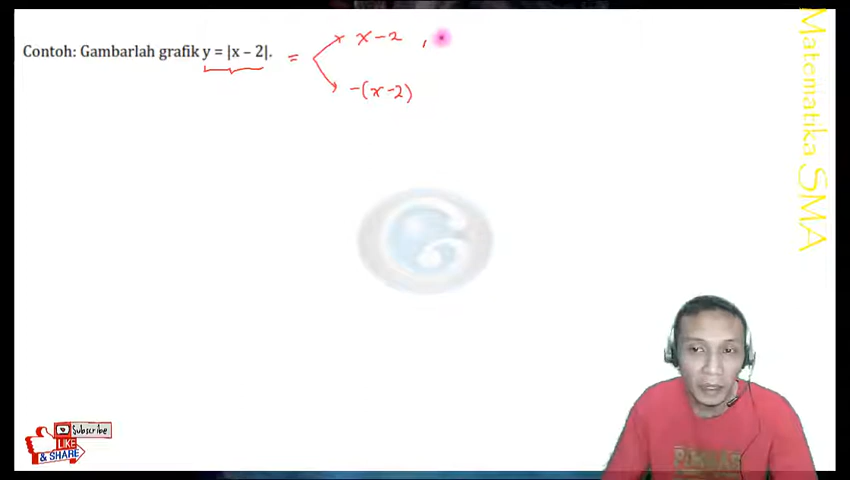 x – 2 ,
Contoh: Gambarlah grafik y = |x – 2|. =
–(x – 2)
Matematika SMA
Subscribe
LIKE
& SHARE